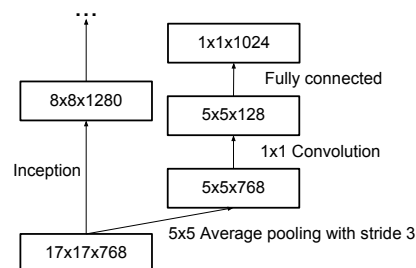 ...
1x1x1024
Fully connected
8x8x1280
5x5x128
1x1 Convolution
Inception
5x5x768
5x5 Average pooling with stride 3
17x17x768